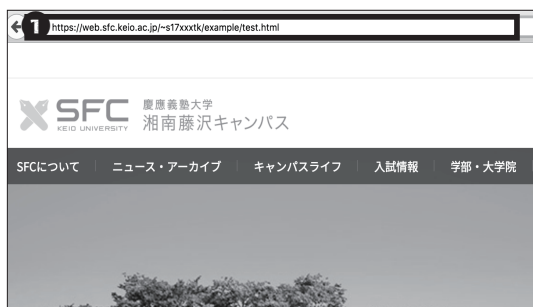 1 https://web.sfc.keio.ac.jp/~s17xxxtk/example/test.html
SFC 慶應義塾大学
KEIO UNIVERSITY 湘南藤沢キャンパス
SFCについて ニュース・アーカイブ キャンパスライフ 入試情報 学部・大学院